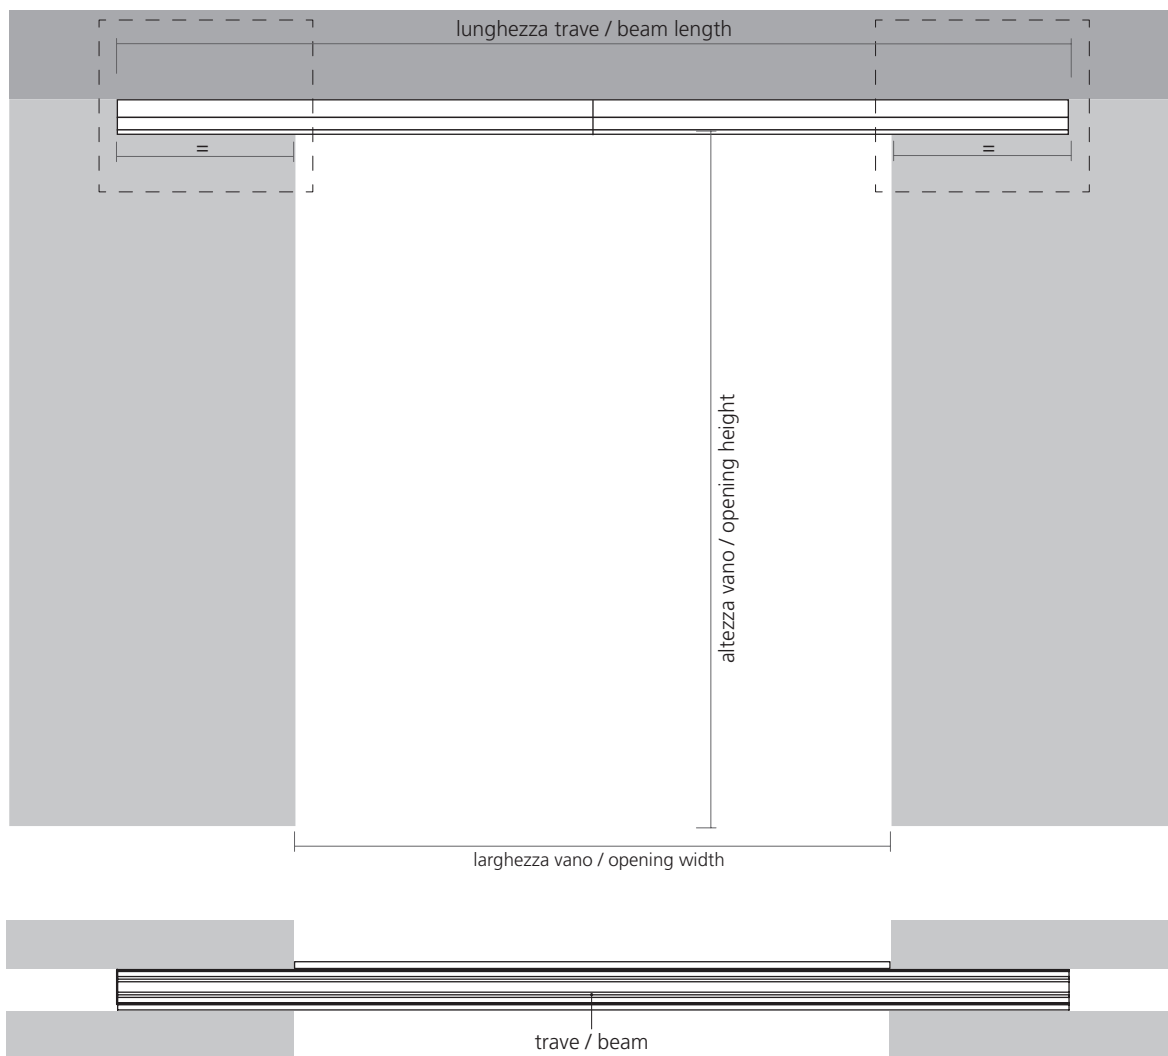 lunghezza trave / beam length
=
=
altezza vano / opening height
larghezza vano / opening width
trave / beam